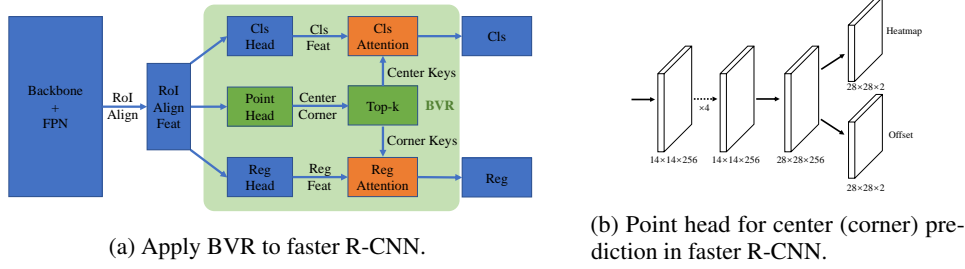 Backbone
+
FPN
RoI
Align
RoI
Align
Feat
Cls
Head
Cls
Feat
Cls
Attention
Cls
Center Keys
Point
Head
Center
Corner
Top-k
BVR
Corner Keys
Reg
Head
Reg
Feat
Reg
Attention
Reg
(a) Apply BVR to faster R-CNN.
14×14×256
×4
14×14×256
28×28×256
Heatmap
28×28×2
Offset
28×28×2
(b) Point head for center (corner) pre-
diction in faster R-CNN.